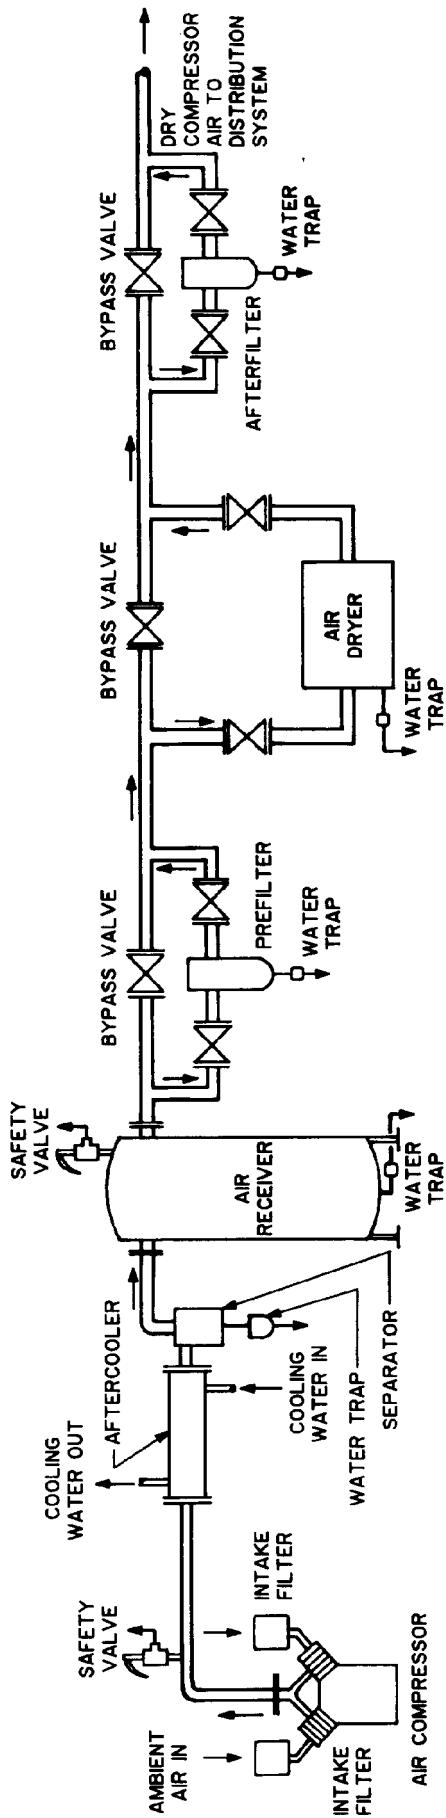 AMBIENT
AIR IN
INTAKE
FILTER
AIR COMPRESSOR
INTAKE
FILTER
SAFETY
VALVE
COOLING
WATER OUT
AFTERCOOLER
COOLING
WATER IN
WATER TRAP
SEPARATOR
SAFETY
VALVE
AIR
RECEIVER
WATER
TRAP
BYPASS VALVE
PREFILTER
WATER
TRAP
BYPASS VALVE
AIR
DRYER
WATER
TRAP
BYPASS VALVE
AFTERFILTER
WATER
TRAP
DRY
COMPRESSOR
AIR TO
DISTRIBUTION
SYSTEM